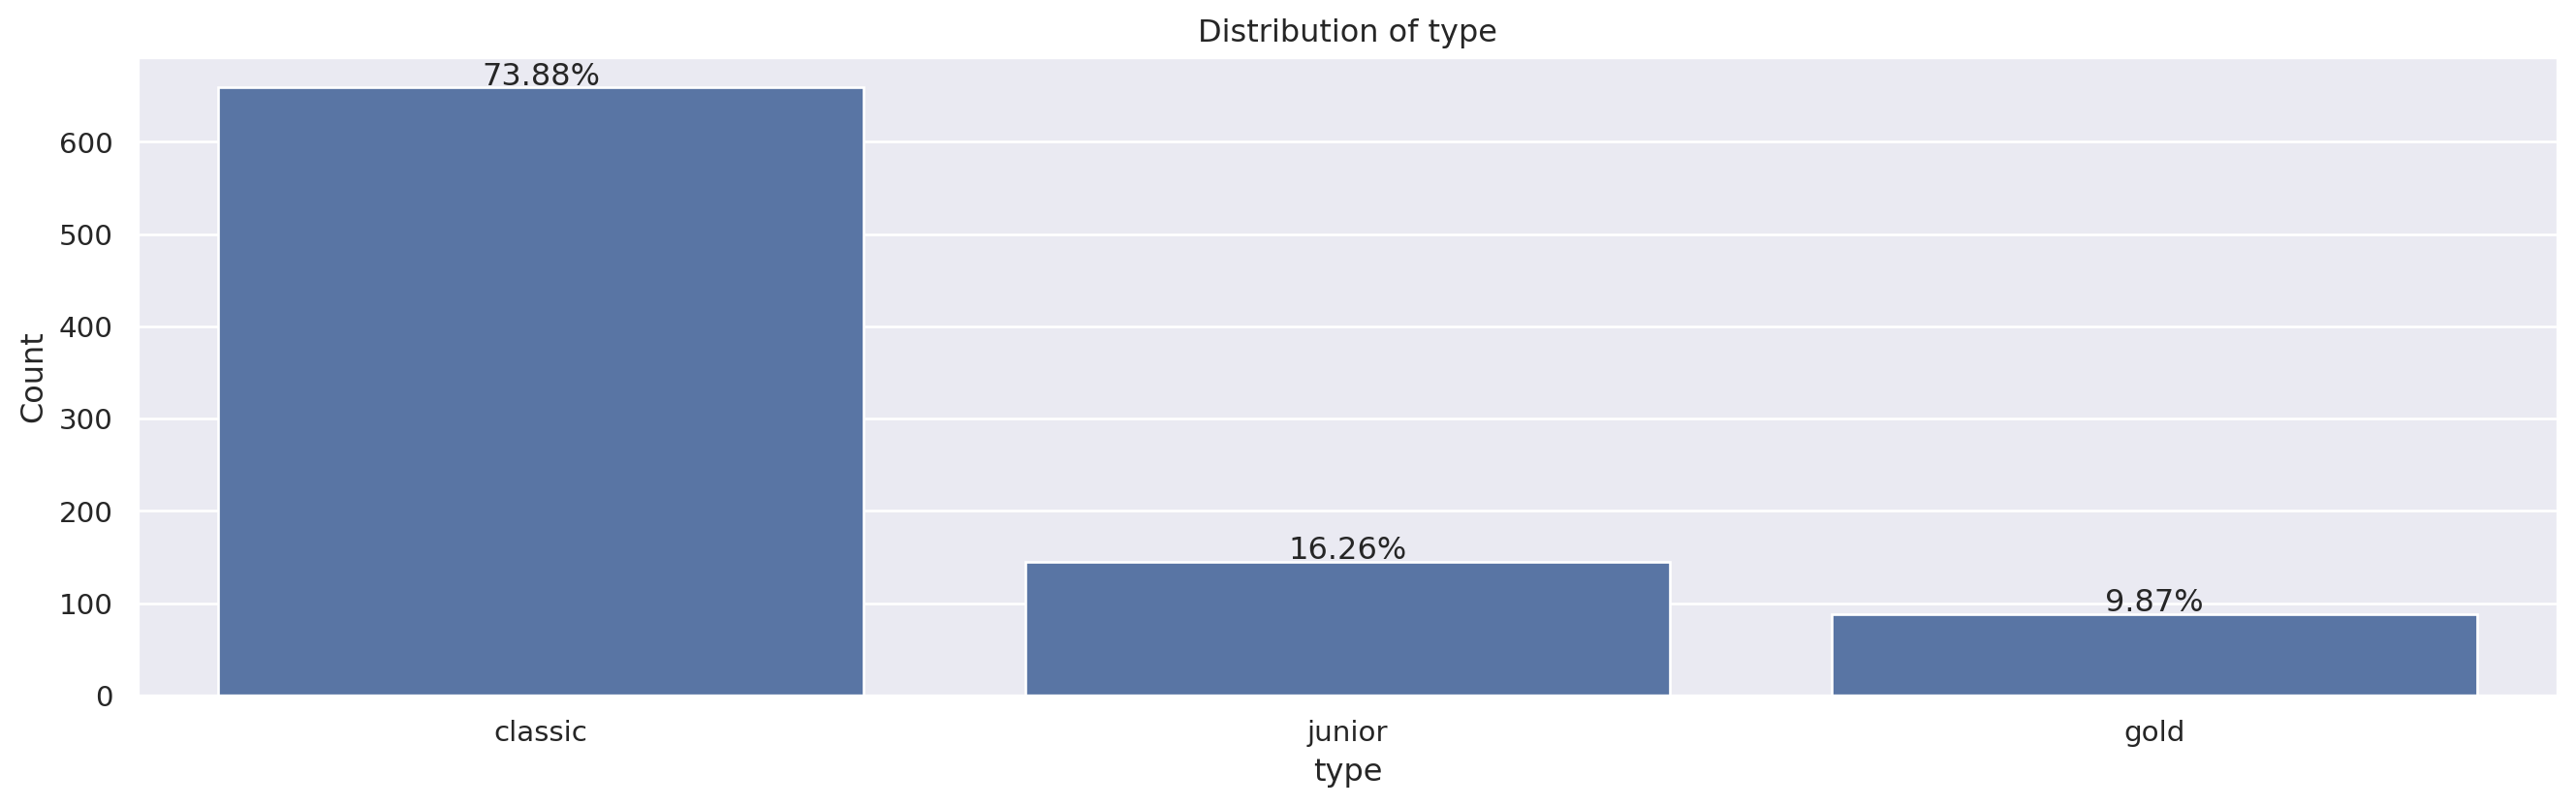 Distribution of type
73.88%
16.26%
9.87%
Count
600
500
400
300
200
100
0
classic junior gold
type